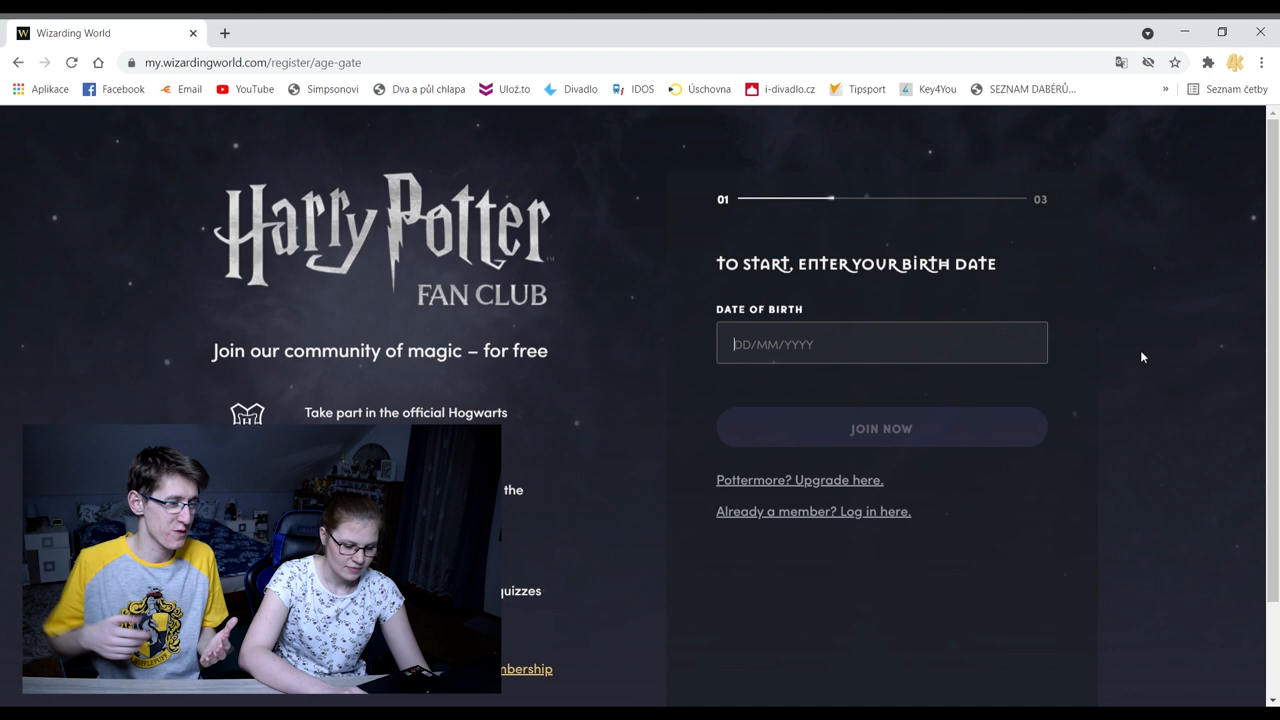 Wizarding World
my.wizardingworld.com/register/age-gate
Aplikace Facebook Email YouTube Simpsonovi Dva a půl chlapa Ulož.to Divadlo IDOS Úschovna i-divadlo.cz Tipsport Key4You SEZNAM DABÉRŮ... » Seznam četby
Harry Potter
FAN CLUB
Join our community of magic – for free
Take part in the official Hogwarts
the
quizzes
mbership
HUFFLEPUFF
01 03
TO START, ENTER YOUR BIRTH DATE
DATE OF BIRTH
DD/MM/YYYY
JOIN NOW
Pottermore? Upgrade here.
Already a member? Log in here.